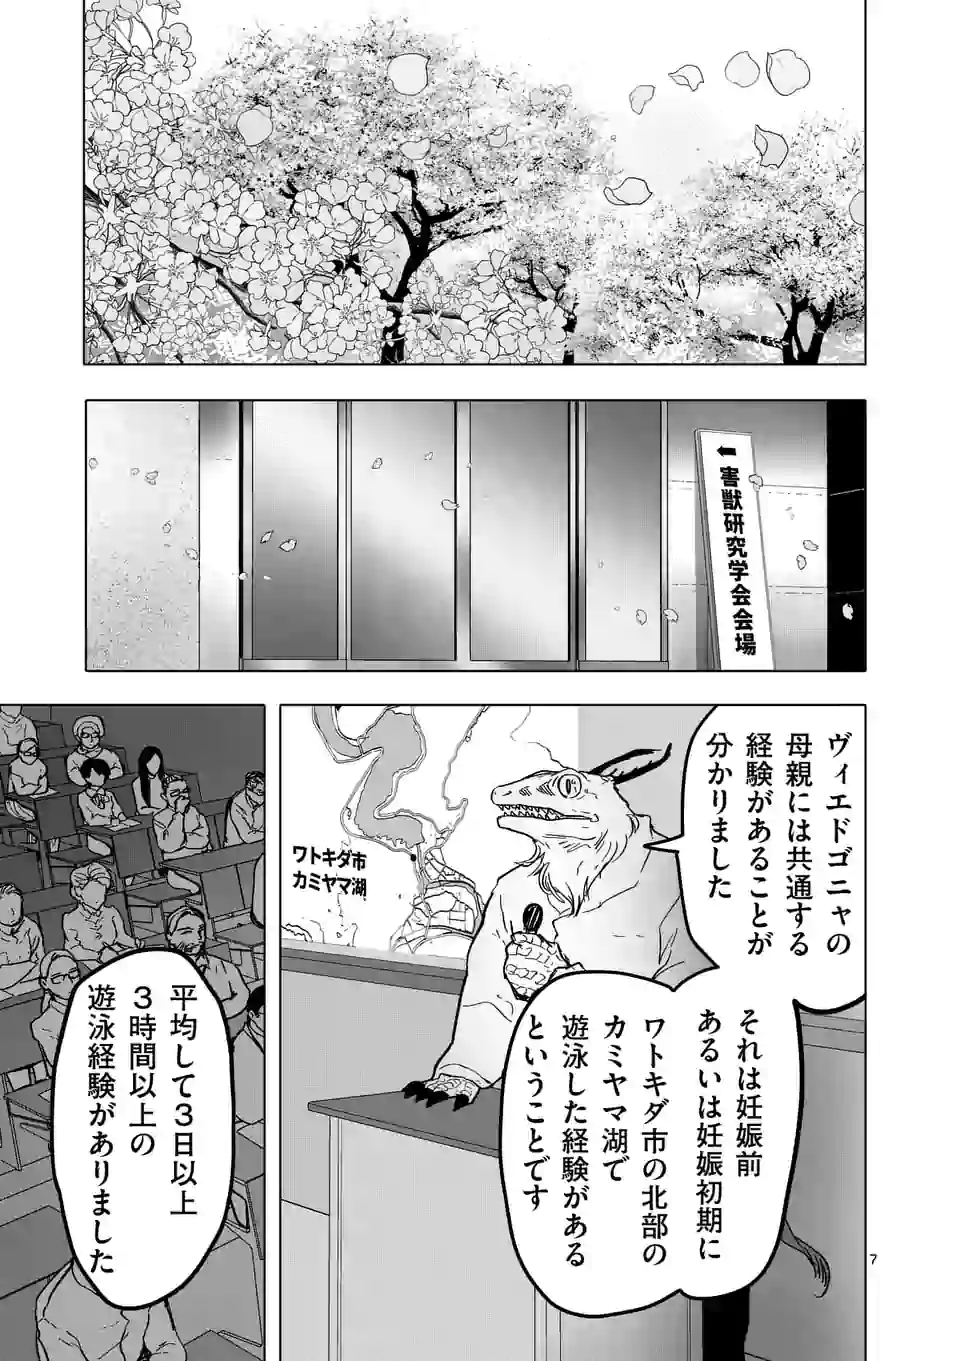 ⬅害獣研究学会会場
ヴィエドゴニャの
母親には共通する
経験があることが
分かりました
ワトキダ市
カミヤマ湖
それは妊娠前
あるいは妊娠初期に
ワトキダ市の北部の
カミヤマ湖で
遊泳した経験がある
ということです
平均して3日以上
3時間以上の
遊泳経験がありました
7